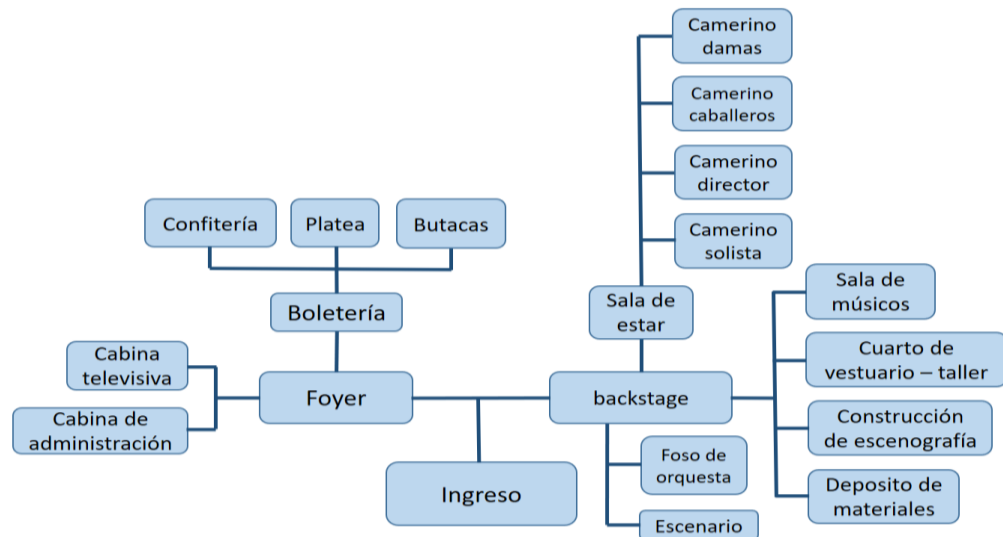 Camerino
damas
Camerino
caballeros
Camerino
director
Camerino
solista
Confitería
Platea
Butacas
Boletería
Sala de
estar
Sala de
músicos
Cabina
televisiva
Cabina de
administración
Foyer
backstage
Cuarto de
vestuario – taller
Construcción
de escenografía
Deposito de
materiales
Foso de
orquesta
Escenario
Ingreso